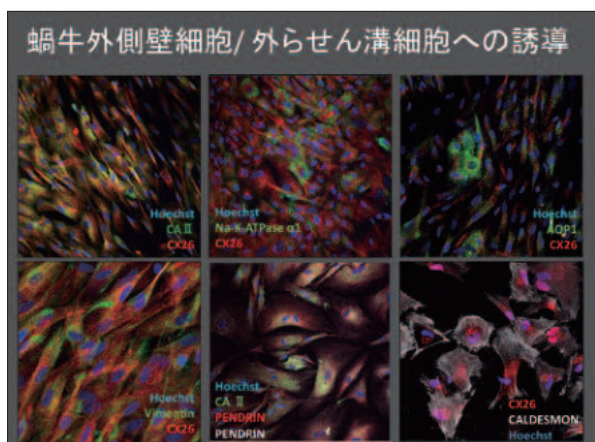 蝸牛外側壁細胞/ 外らせん溝細胞への誘導
Hoechst
CA Ⅱ
CX26
Hoechst
Na-K-ATPase α1
CX26
Hoechst
AQP1
CX26
Hoechst
Vimentin
CX26
Hoechst
CA Ⅱ
PENDRIN
PENDRIN
CX26
CALDESMON
Hoechst